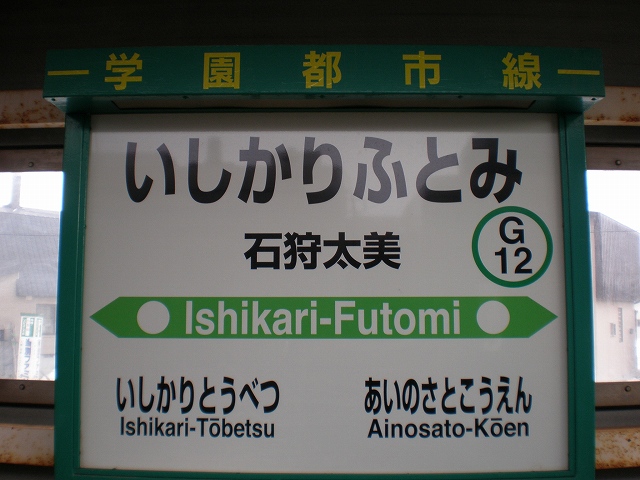 学園都市線
いしかりふとみ
石狩太美
G
12
Ishikari-Futomi
いしかりとうべつ
Ishikari-Tōbetsu
あいのさとこうえん
Ainosato-Kōen